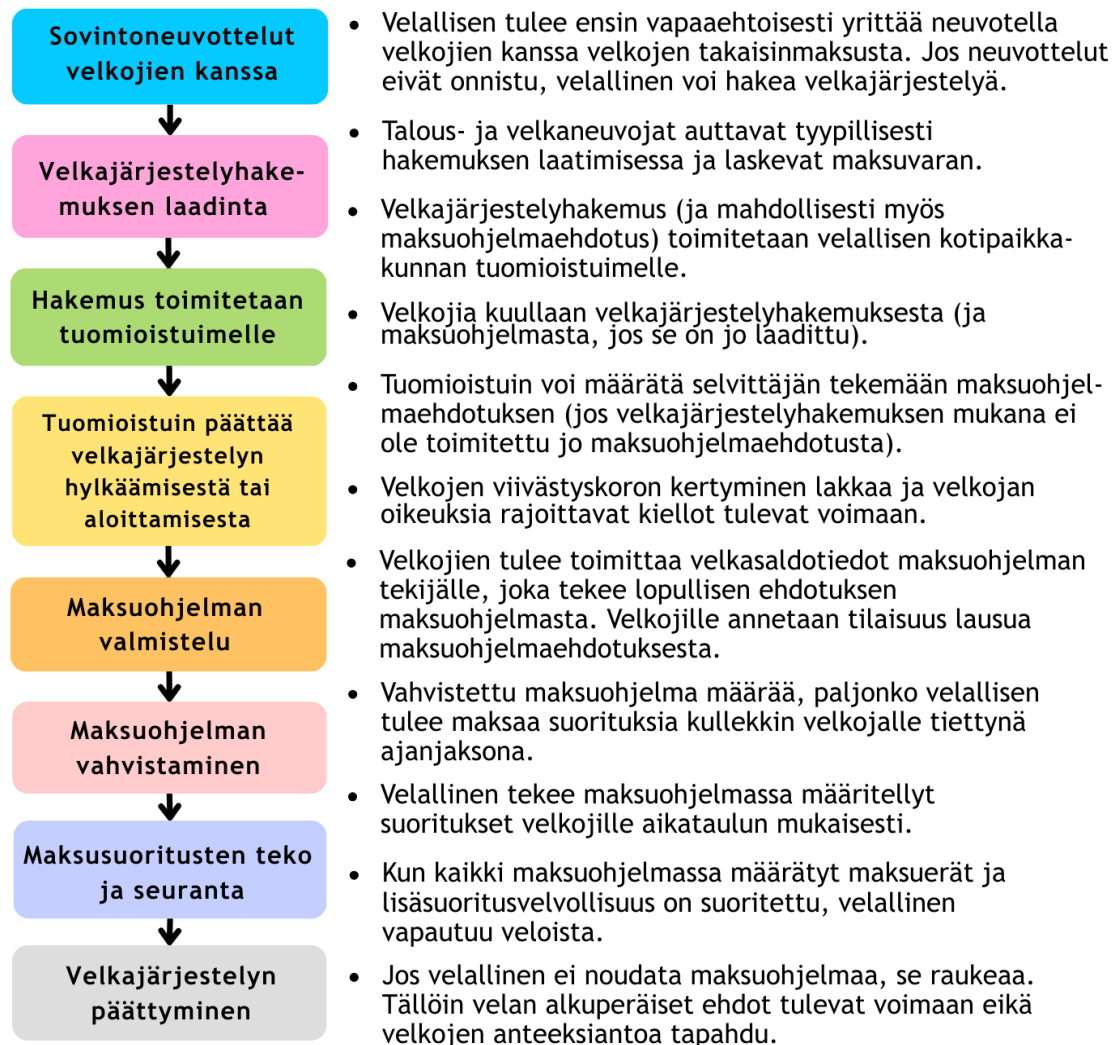 Sovintoneuvottelut
velkojien kanssa
• Velallisen tulee ensin vapaaehtoisesti yrittää neuvotella
velkojien kanssa velkojen takaisinmaksusta. Jos neuvottelut
eivät onnistu, velallinen voi hakea velkajärjestelyä.
Velkajärjestelyhake-
muksen laadinta
• Talous- ja velkaneuvojat auttavat tyypillisesti
hakemuksen laatimisessa ja laskevat maksuvaran.
• Velkajärjestelyhakemus (ja mahdollisesti myös
maksuohjelmaehdotus) toimitetaan velallisen kotipaikka-
kunnan tuomioistuimelle.
Hakemus toimitetaan
tuomioistuimelle
• Velkojia kuullaan velkajärjestelyhakemuksesta (ja
maksuohjelmasta, jos se on jo laadittu).
Tuomioistuin päättää
velkajärjestelyn
hylkäämisestä tai
aloittamisesta
• Tuomioistuin voi määrätä selvittäjän tekemään maksuohjel-
maehdotuksen (jos velkajärjestelyhakemuksen mukana ei
ole toimitettu jo maksuohjelmaehdotusta).
• Velkojen viivästyskoron kertyminen lakkaa ja velkojan
oikeuksia rajoittavat kiellot tulevat voimaan.
Maksuohjelman
valmistelu
• Velkojien tulee toimittaa velkasaldotiedot maksuohjelman
tekijälle, joka tekee lopullisen ehdotuksen
maksuohjelmasta. Velkojille annetaan tilaisuus lausua
maksuohjelmaehdotuksesta.
Maksuohjelman
vahvistaminen
• Vahvistettu maksuohjelma määrää, paljonko velallisen
tulee maksaa suorituksia kullekkin velkojalle tiettynä
ajanjaksona.
Maksusuoritusten teko
ja seuranta
• Velallinen tekee maksuohjelmassa määritellyt
suoritukset velkojille aikataulun mukaisesti.
• Kun kaikki maksuohjelmassa määrätyt maksuerät ja
lisäsuoritusvelvollisuus on suoritettu, velallinen
vapautuu veloista.
Velkajärjestelyn
päättyminen
• Jos velallinen ei noudata maksuohjelmaa, se raukeaa.
Tällöin velan alkuperäiset ehdot tulevat voimaan eikä
velkojen anteeksiantoa tapahdu.